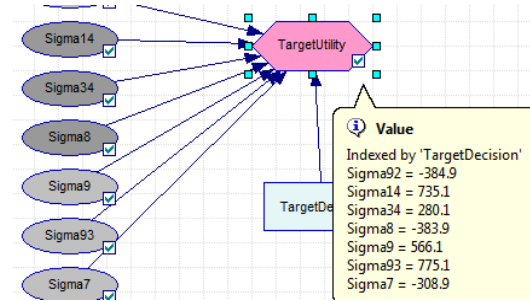 Sigma14
Sigma34
Sigma8
Sigma9
Sigma93
Sigma7
TargetUtility
TargetDe
Value
Indexed by 'TargetDecision'
Sigma92 = -384.9
Sigma14 = 735.1
Sigma34 = 280.1
Sigma8 = -383.9
Sigma9 = 566.1
Sigma93 = 775.1
Sigma7 = -308.9